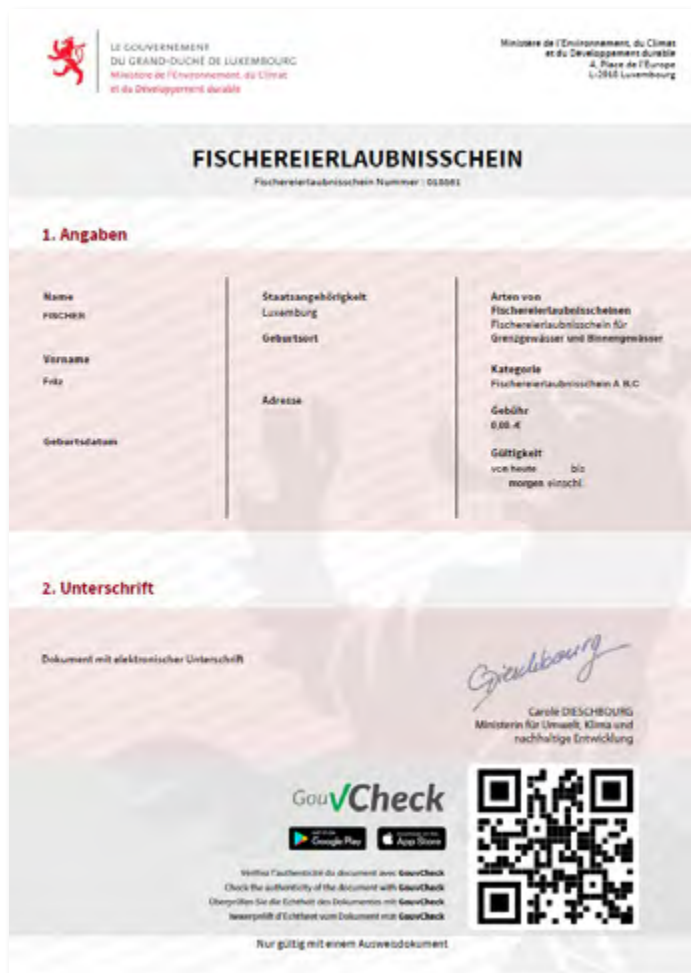 LE GOUVERNEMENT
DU GRAND-DUCHÉ DE LUXEMBOURG
Ministère de l'Environnement, du Climat
et du Développement durable
Ministère de l'Environnement, du Climat
et du Développement durable
4, Place de l'Europe
L-2918 Luxembourg
FISCHEREIERLAUBNISSCHEIN
Fischereierlaubnisschein Nummer :
1. Angaben
Name
FISCHER
Vorname
Fritz
Geburtsdatum
Staatsangehörigkeit
Luxemburg
Geburtsort
Adresse
Arten von
Fischereierlaubnisscheinen
Fischereierlaubnisschein für
Grenzgewässer und Binnengewässer
Kategorie
Fischereierlaubnisschein A B,C
Gebühr
0,00.-€
Gültigkeit
von heute bis
morgen einschl.
2. Unterschrift
Dokument mit elektronischer Unterschrift
Dieschbourg
Carole DIESCHBOURG
Ministerin für Umwelt, Klima und
nachhaltige Entwicklung
Gouv√Check
Google Play
App Store
Vérifiez l'authenticité du document avec GouvCheck
Check the authenticity of the document with GouvCheck
Überprüfen Sie die Echtheit des Dokumentes mit GouvCheck
Iwwerpréift d'Echtheet vum Dokument mat GouvCheck
Nur gültig mit einem Ausweisdokument